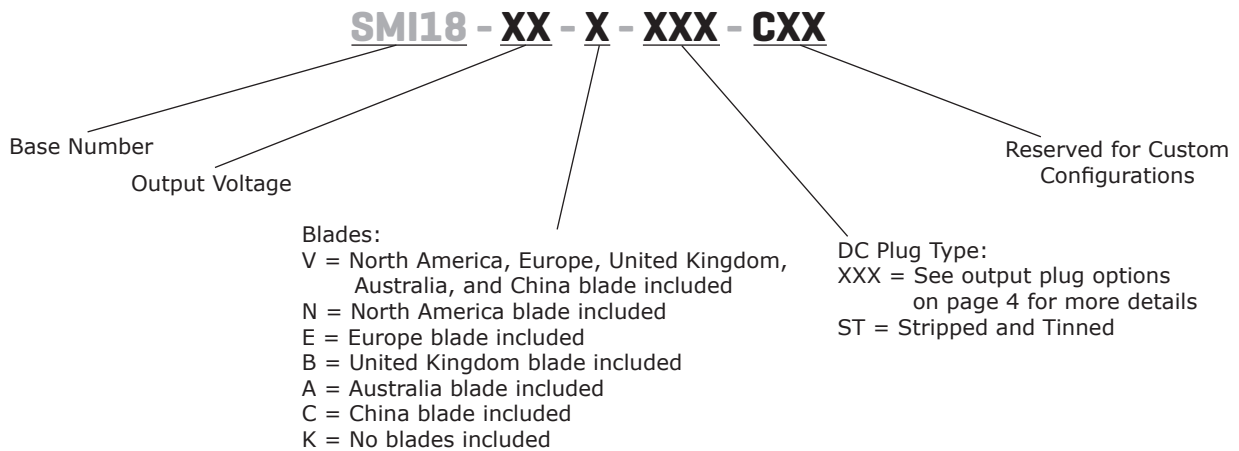 SMI18 - XX - X - XXX - CXX
Base Number
Output Voltage
Reserved for Custom
Configurations
Blades:
V = North America, Europe, United Kingdom,
Australia, and China blade included
N = North America blade included
E = Europe blade included
B = United Kingdom blade included
A = Australia blade included
C = China blade included
K = No blades included
DC Plug Type:
XXX = See output plug options
on page 4 for more details
ST = Stripped and Tinned